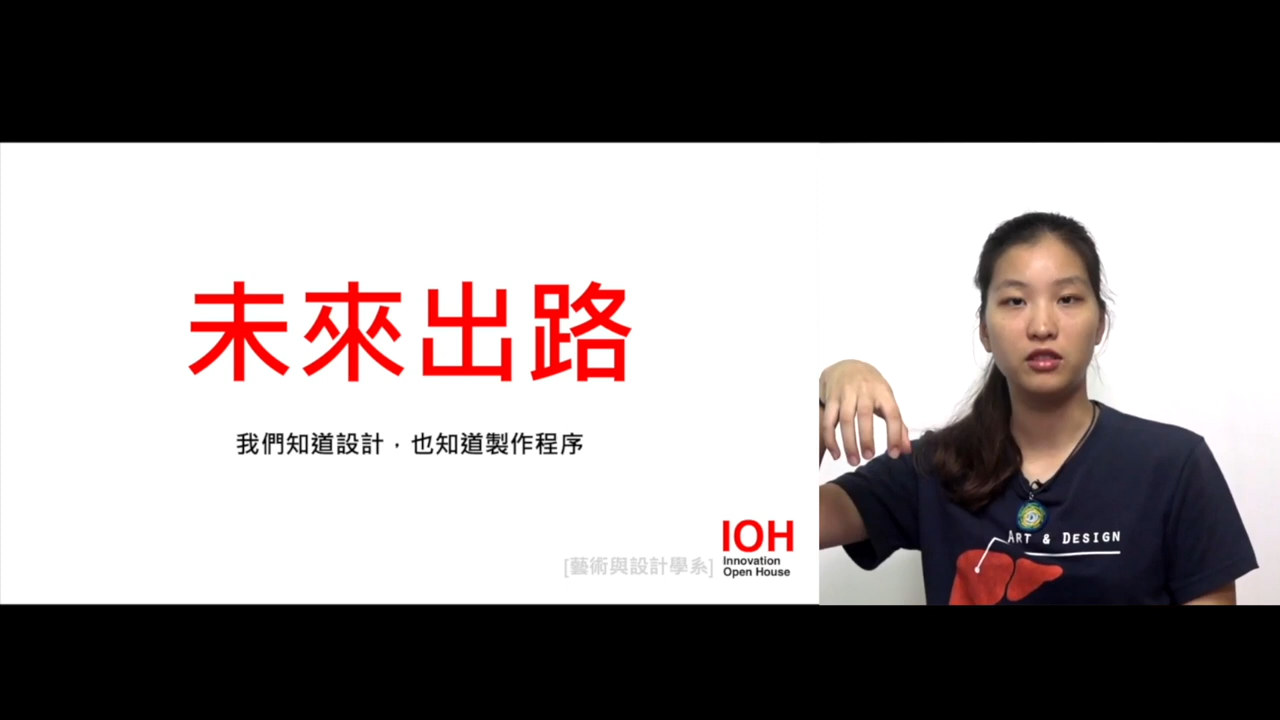 未來出路
我們知道設計，也知道製作程序
[藝術與設計學系]
IOH
Innovation
Open House
ART & DESIGN